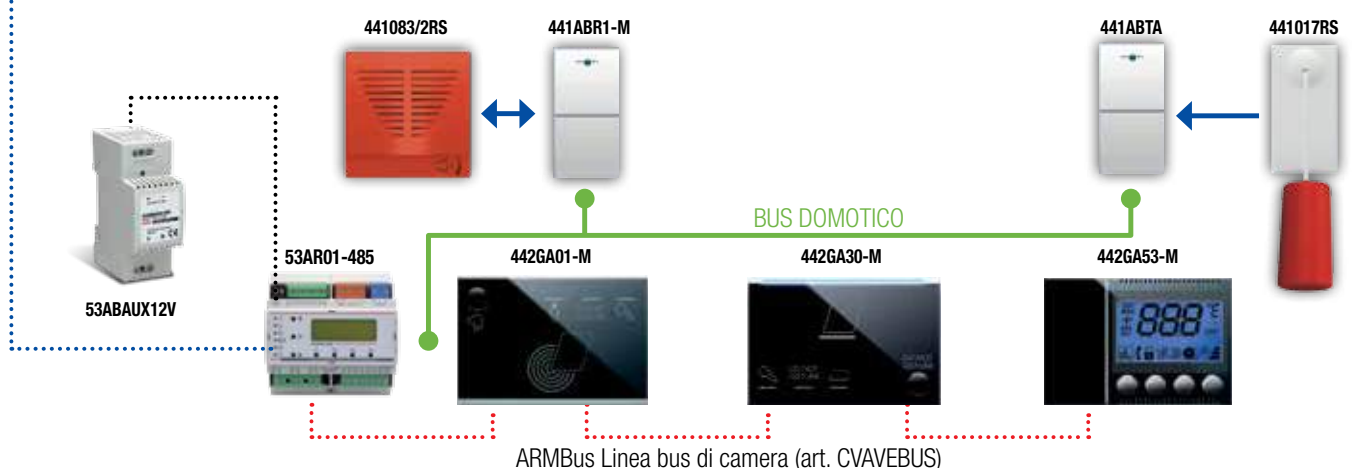 441083/2RS
441ABR1-M
441ABTA
441017RS
BUS DOMOTICO
53AR01-485
442GA01-M
442GA30-M
442GA53-M
53ABAUX12V
888
ARMBus Linea bus di camera (art. CVAVEBUS)